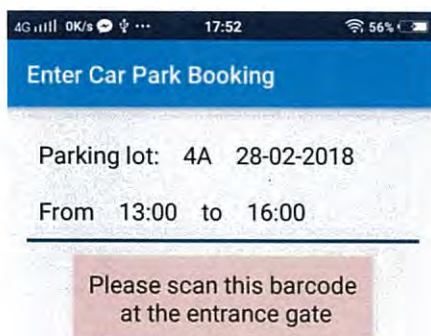 4G 0K/s ... 17:52 56%
Enter Car Park Booking
Parking lot: 4A 28-02-2018
From 13:00 to 16:00
Please scan this barcode
at the entrance gate